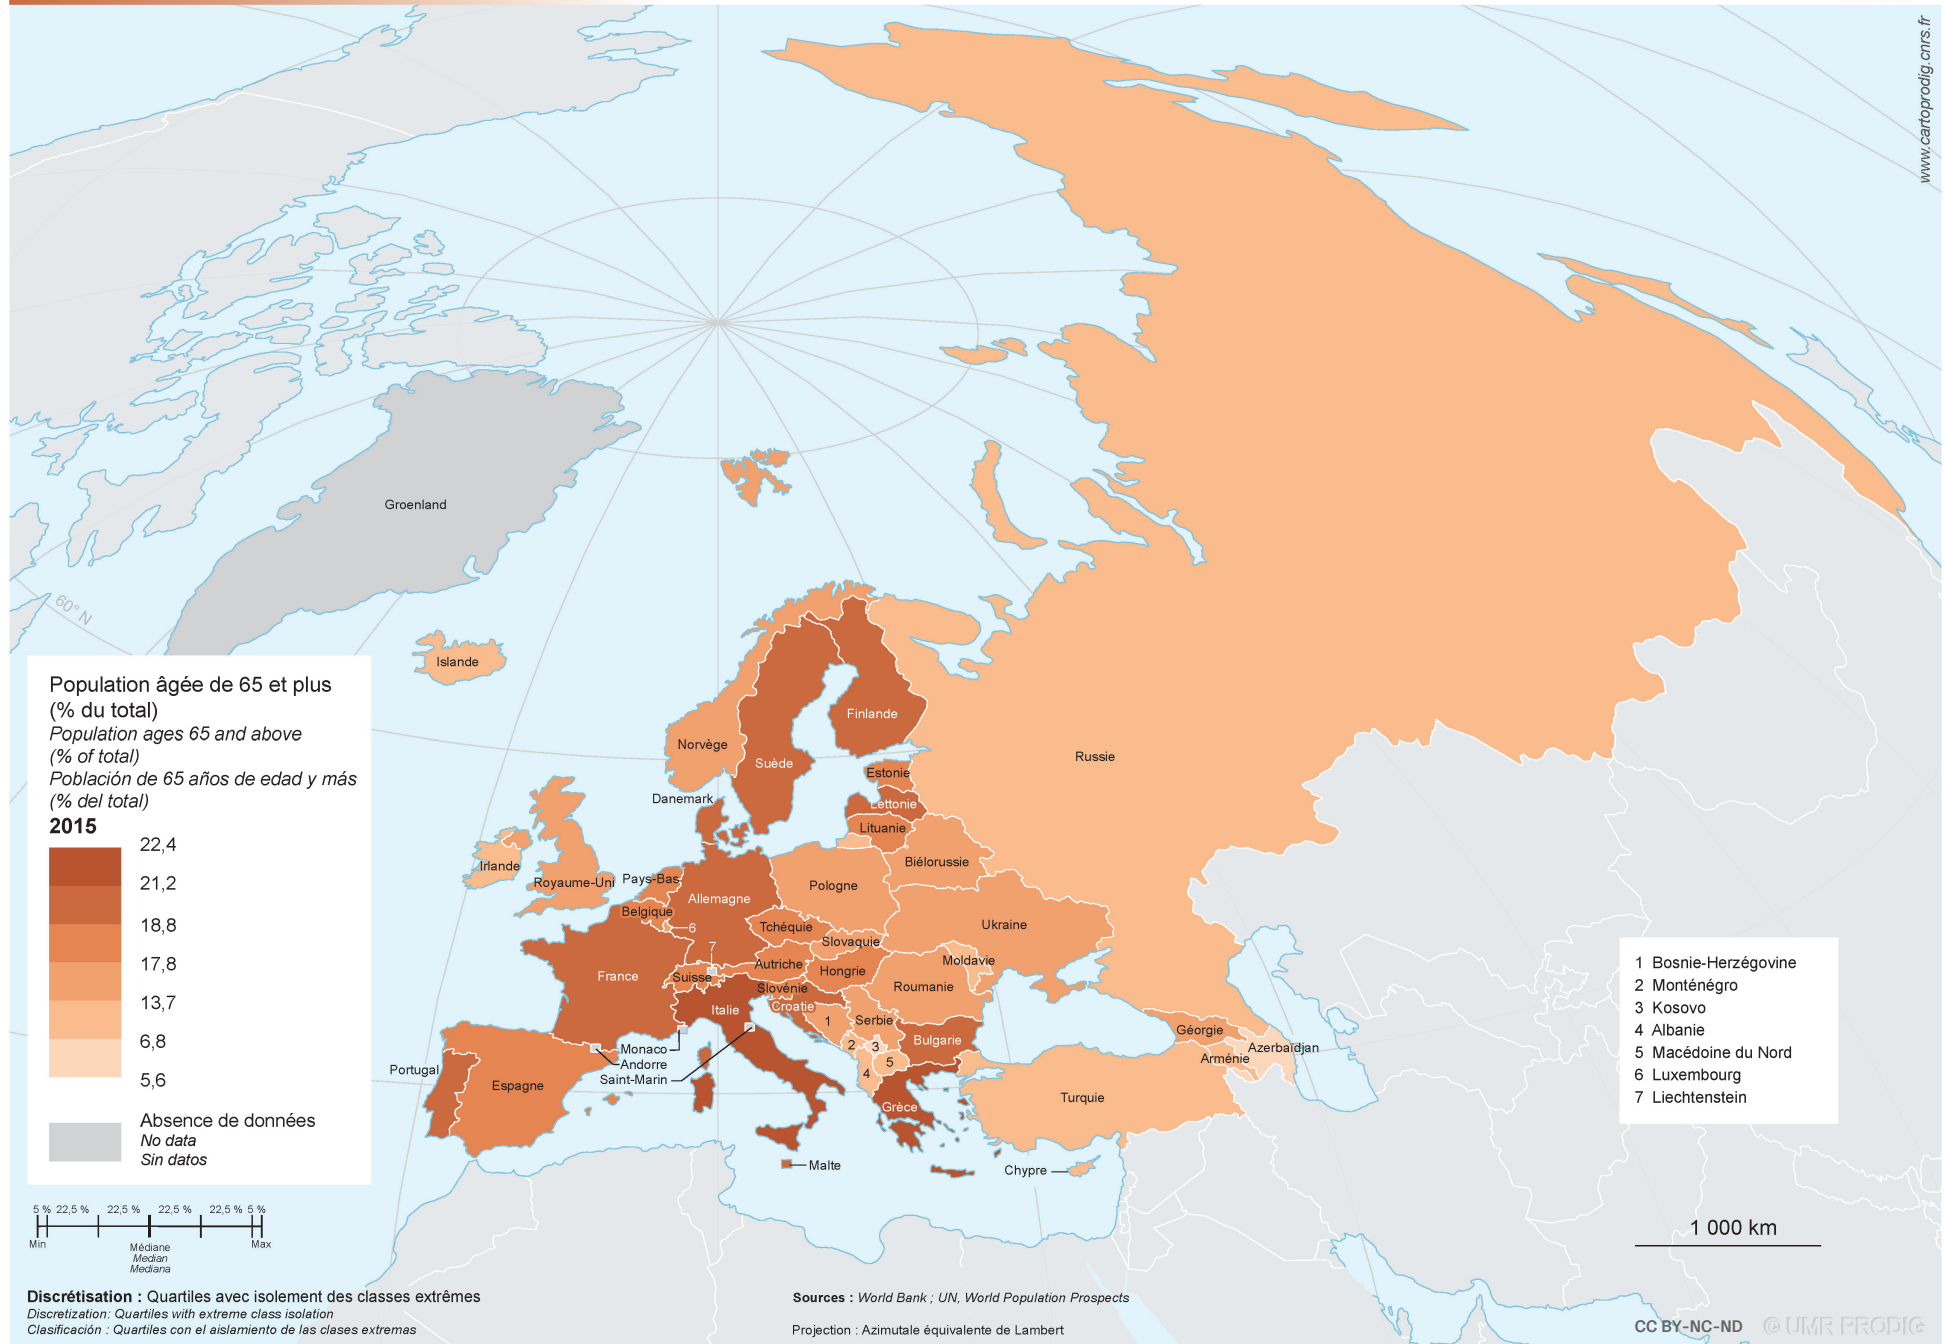 www.cartoprodig.cnrs.fr
Groenland
60° N
Islande
Population âgée de 65 et plus
(% du total)
Population ages 65 and above
(% of total)
Población de 65 años de edad y más
(% del total)
2015
22,4
21,2
18,8
17,8
13,7
6,8
5,6
Absence de données
No data
Sin datos
5 % 22,5 % 22,5 % 22,5 % 22,5 % 5 %
Min
Max
Médiane
Median
Mediana
Finlande
Norvège
Suède
Russie
Estonie
Danemark
Lettonie
Lituanie
Biélorussie
Irlande
Royaume-Uni
Pays-Bas
Pologne
Allemagne
Belgique
6
Tchéquie
Ukraine
Slovaquie
7
Moldavie
Autriche
France
Suisse
Hongrie
Slovénie
Roumanie
Croatie
Italie
1
Serbie
Géorgie
Bulgarie
2
3
Azerbaïdjan
Monaco
Andorre
5
Arménie
Portugal
Saint-Marin
4
Espagne
Turquie
Grèce
Malte
Chypre
1 Bosnie-Herzégovine
2 Monténégro
3 Kosovo
4 Albanie
5 Macédoine du Nord
6 Luxembourg
7 Liechtenstein
1 000 km
Discrétisation : Quartiles avec isolement des classes extrêmes
Discretization: Quartiles with extreme class isolation
Clasificación : Quartiles con el aislamiento de las clases extremas
Sources : World Bank ; UN, World Population Prospects
Projection : Azimutale équivalente de Lambert
CC BY-NC-ND © UMR PRODIG